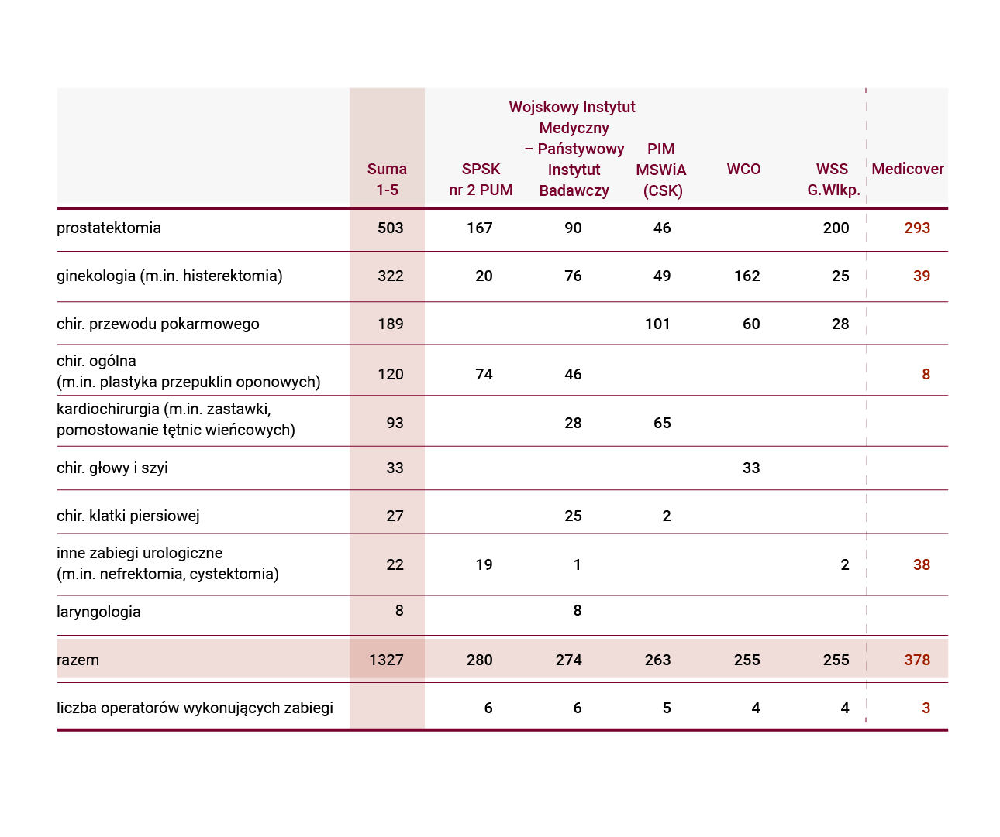 Suma
1-5
SPSK
nr 2 PUM
Wojskowy Instytut
Medyczny
– Państywowy
Instytut
Badawczy
PIM
MSWiA
(CSK)
WCO
WSS
G.Wlkp.
Medicover
prostatektomia 503 167 90 46 200 293
ginekologia (m.in. histerektomia) 322 20 76 49 162 25 39
chir. przewodu pokarmowego 189 101 60 28
chir. ogólna
(m.in. plastyka przepuklin oponowych) 120 74 46 8
kardiochirurgia (m.in. zastawki,
pomostowanie tętnic wieńcowych) 93 28 65
chir. głowy i szyi 33 33
chir. klatki piersiowej 27 25 2
inne zabiegi urologiczne
(m.in. nefrektomia, cystektomia) 22 19 1 2 38
laryngologia 8 8
razem 1327 280 274 263 255 255 378
liczba operatorów wykonujących zabiegi 6 6 5 4 4 3